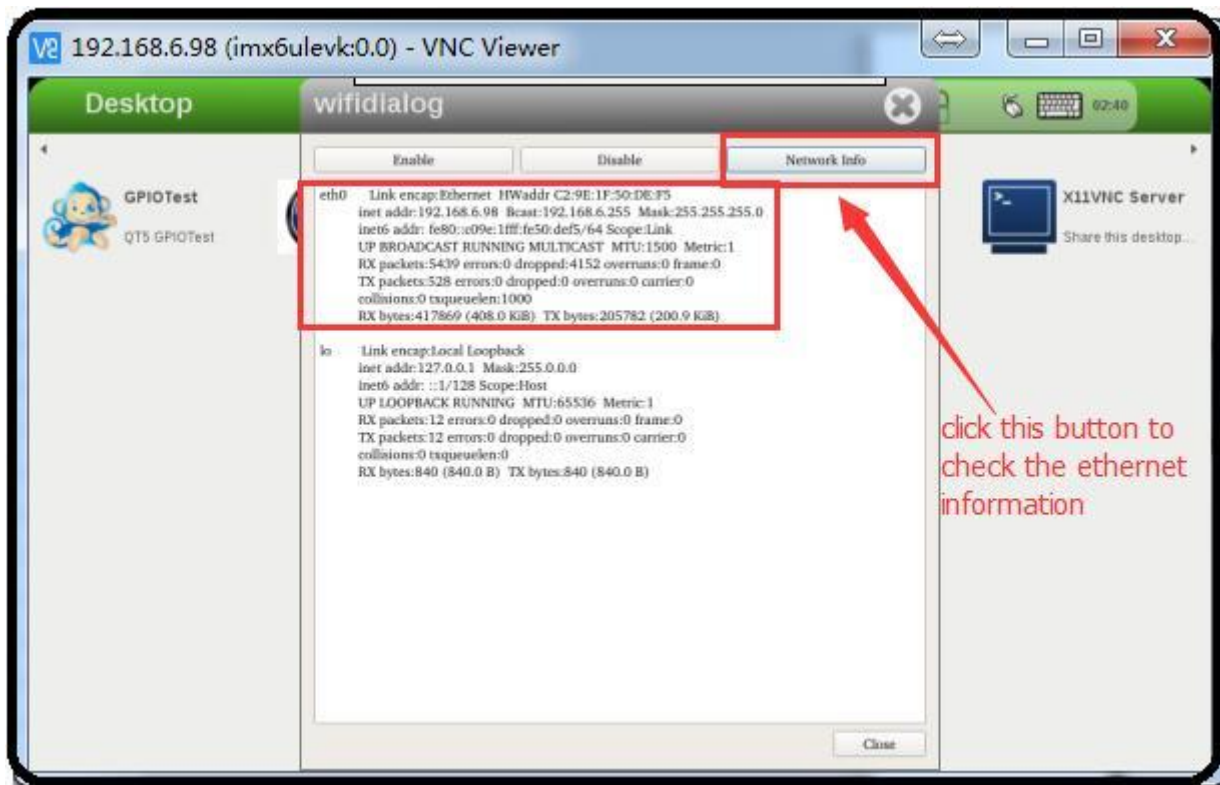 192.168.6.98 (imx6ulevk:0.0) - VNC Viewer
Desktop
wifidialog
02:40
Enable
Disable
Network Info
GPIOTest
QT5 GPIOTest
X11VNC Server
Share this desktop...
eth0 Link encap:Ethernet HWaddr C2:9E:1F:50:DE:F5
inet addr:192.168.6.98 Bcast:192.168.6.255 Mask:255.255.255.0
inet6 addr: fe80::c09e:1fff:fe50:def5/64 Scope:Link
UP BROADCAST RUNNING MULTICAST MTU:1500 Metric:1
RX packets:5439 errors:0 dropped:4152 overruns:0 frame:0
TX packets:528 errors:0 dropped:0 overruns:0 carrier:0
collisions:0 txqueuelen:1000
RX bytes:417869 (408.0 KiB) TX bytes:205782 (200.9 KiB)
lo Link encap:Local Loopback
inet addr:127.0.0.1 Mask:255.0.0.0
inet6 addr: ::1/128 Scope:Host
UP LOOPBACK RUNNING MTU:65536 Metric:1
RX packets:12 errors:0 dropped:0 overruns:0 frame:0
TX packets:12 errors:0 dropped:0 overruns:0 carrier:0
collisions:0 txqueuelen:0
RX bytes:840 (840.0 B) TX bytes:840 (840.0 B)
click this button to
check the ethernet
information
Close